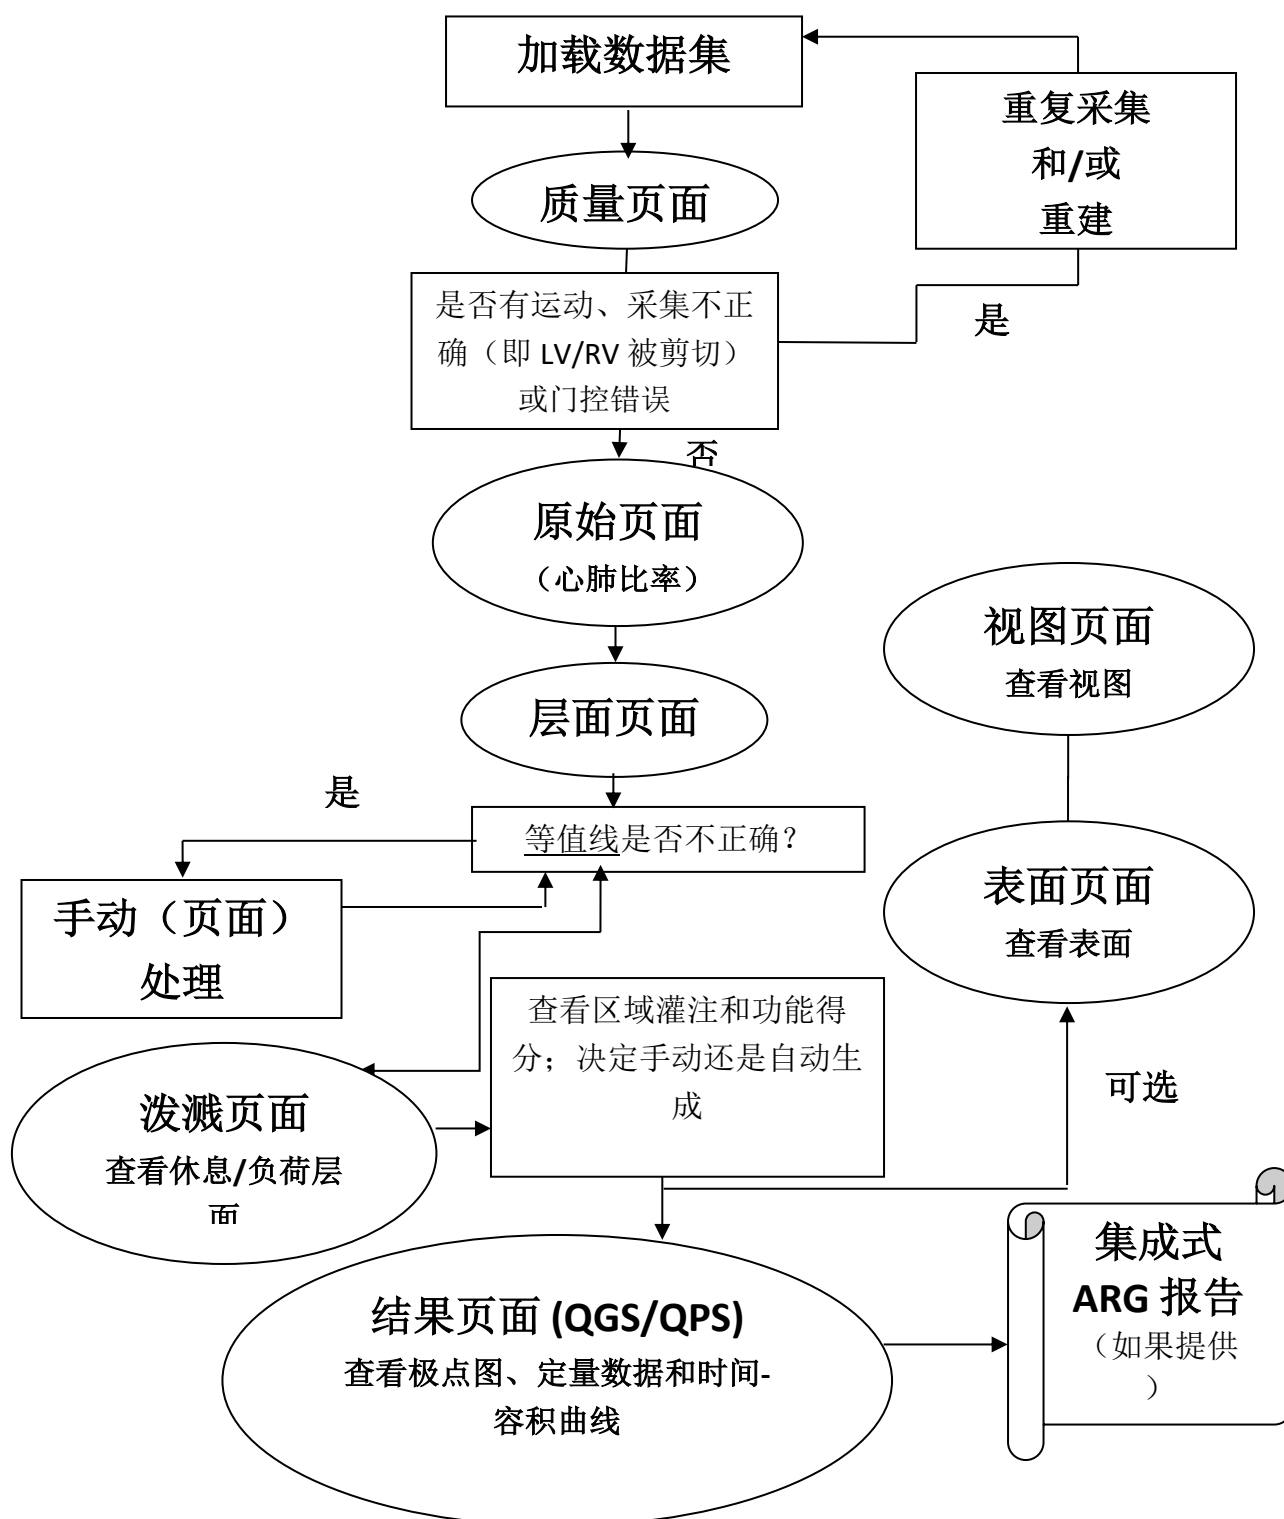 加载数据集
重复采集
和/或
重建
质量页面
是否有运动、采集不正
确（即 LV/RV 被剪切）
或门控错误
是
否
原始页面
（心肺比率）
视图页面
查看视图
层面页面
是
等值线是否不正确？
手动（页面）
处理
表面页面
查看表面
查看区域灌注和功能得
分；决定手动还是自动生
成
可选
泼溅页面
查看休息/负荷层
面
集成式
ARG 报告
（如果提供
）
结果页面 (QGS/QPS)
查看极点图、定量数据和时间-
容积曲线